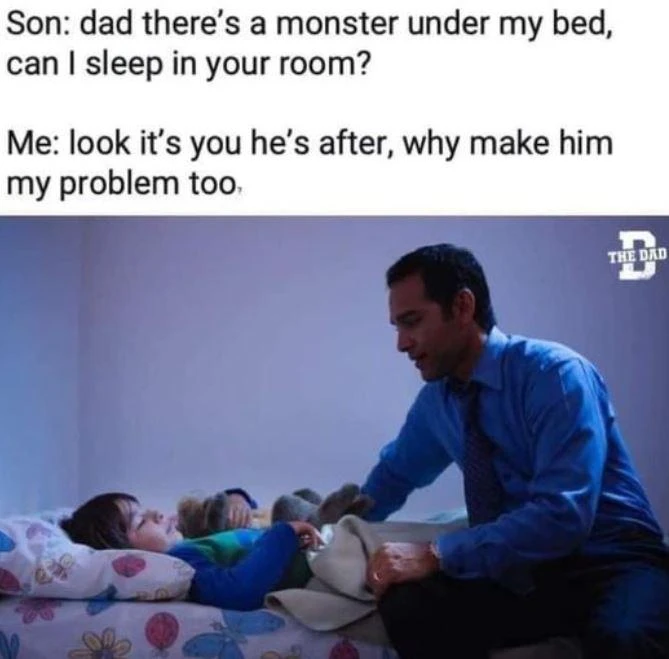 Son: dad there's a monster under my bed,
can I sleep in your room?
Me: look it's you he's after, why make him
my problem too,
D
THE DAD